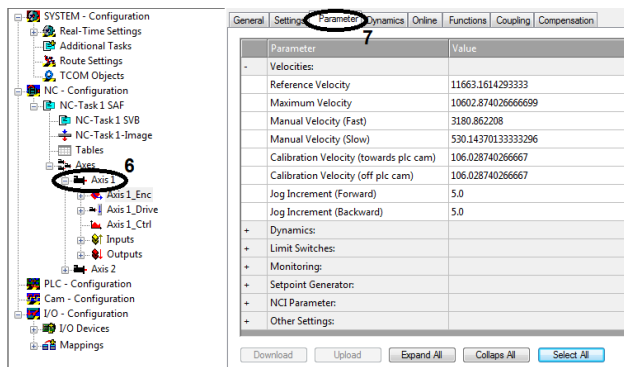 SYSTEM - Configuration
Real-Time Settings
Additional Tasks
Route Settings
TCOM Objects
NC - Configuration
NC-Task 1 SAF
NC-Task 1 SVB
NC-Task 1-Image
Tables
Axes
6
Axis 1
Axis 1_Enc
Axis 1_Drive
Axis 1_Ctrl
Inputs
Outputs
Axis 2
PLC - Configuration
Cam - Configuration
I/O - Configuration
I/O Devices
Mappings
General Settings Parameter Dynamics Online Functions Coupling Compensation
7
Parameter Value
- Velocities:
Reference Velocity 11663.1614293333
Maximum Velocity 10602.87402666699
Manual Velocity (Fast) 3180.862208
Manual Velocity (Slow) 530.14370133333296
Calibration Velocity (towards plc cam) 106.028740266667
Calibration Velocity (off plc cam) 106.028740266667
Jog Increment (Forward) 5.0
Jog Increment (Backward) 5.0
+ Dynamics:
+ Limit Switches:
+ Monitoring:
+ Setpoint Generator:
+ NCI Parameter:
+ Other Settings:
Download Upload Expand All Collaps All Select All